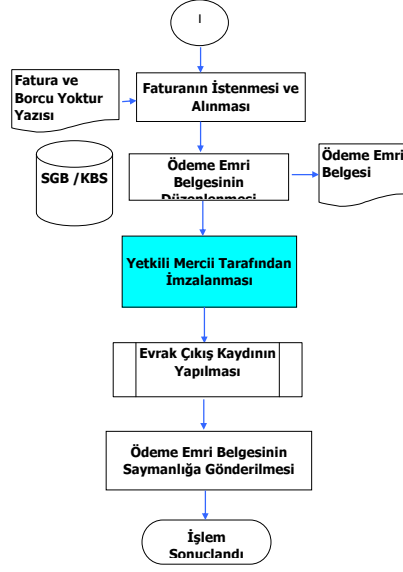 I
Fatura ve
Borcu Yoktur
Yazısı
Faturanın İstenmesi ve
Alınması
SGB /KBS
Ödeme Emri
Belgesinin
Düzenlenmesi
Ödeme Emri
Belgesi
Yetkili Mercii Tarafından
İmzalanması
Evrak Çıkış Kaydının
Yapılması
Ödeme Emri Belgesinin
Saymanlığa Gönderilmesi
İşlem
Sonuçlandı